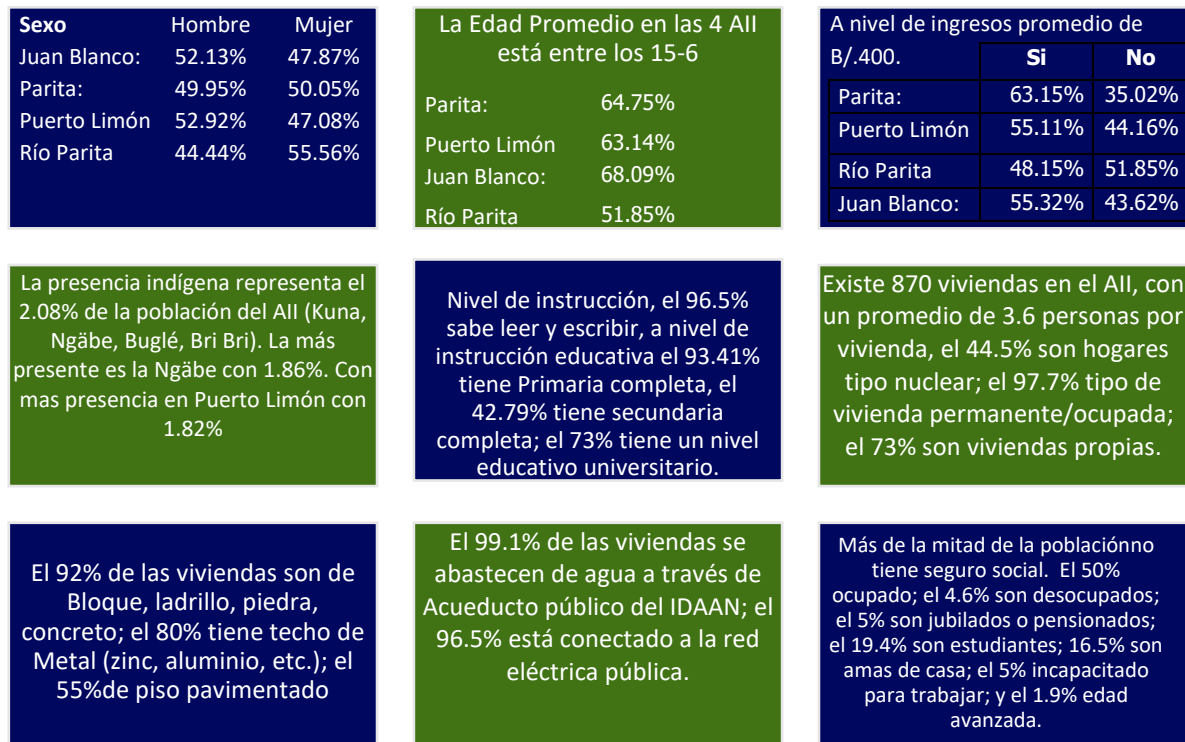 Sexo Hombre Mujer
Juan Blanco: 52.13% 47.87%
Parita: 49.95% 50.05%
Puerto Limón 52.92% 47.08%
Río Parita 44.44% 55.56%
La Edad Promedio en las 4 AII
está entre los 15-6
Parita: 64.75%
Puerto Limón 63.14%
Juan Blanco: 68.09%
Río Parita 51.85%
A nivel de ingresos promedio de
B/.400. Si No
Parita: 63.15% 35.02%
Puerto Limón 55.11% 44.16%
Río Parita 48.15% 51.85%
Juan Blanco: 55.32% 43.62%
La presencia indígena representa el
2.08% de la población del AII (Kuna,
Ngäbe, Buglé, Bri Bri). La más
presente es la Ngäbe con 1.86%. Con
mas presencia en Puerto Limón con
1.82%
Nivel de instrucción, el 96.5%
sabe leer y escribir, a nivel de
instrucción educativa el 93.41%
tiene Primaria completa, el
42.79% tiene secundaria
completa; el 73% tiene un nivel
educativo universitario.
Existe 870 viviendas en el AII, con
un promedio de 3.6 personas por
vivienda, el 44.5% son hogares
tipo nuclear; el 97.7% tipo de
vivienda permanente/ocupada;
el 73% son viviendas propias.
El 92% de las viviendas son de
Bloque, ladrillo, piedra,
concreto; el 80% tiene techo de
Metal (zinc, aluminio, etc.); el
55%de piso pavimentado
El 99.1% de las viviendas se
abastecen de agua a través de
Acueducto público del IDAAN; el
96.5% está conectado a la red
eléctrica pública.
Más de la mitad de la poblaciónno
tiene seguro social. El 50%
ocupado; el 4.6% son desocupados;
el 5% son jubilados o pensionados;
el 19.4% son estudiantes; 16.5% son
amas de casa; el 5% incapacitado
para trabajar; y el 1.9% edad
avanzada.